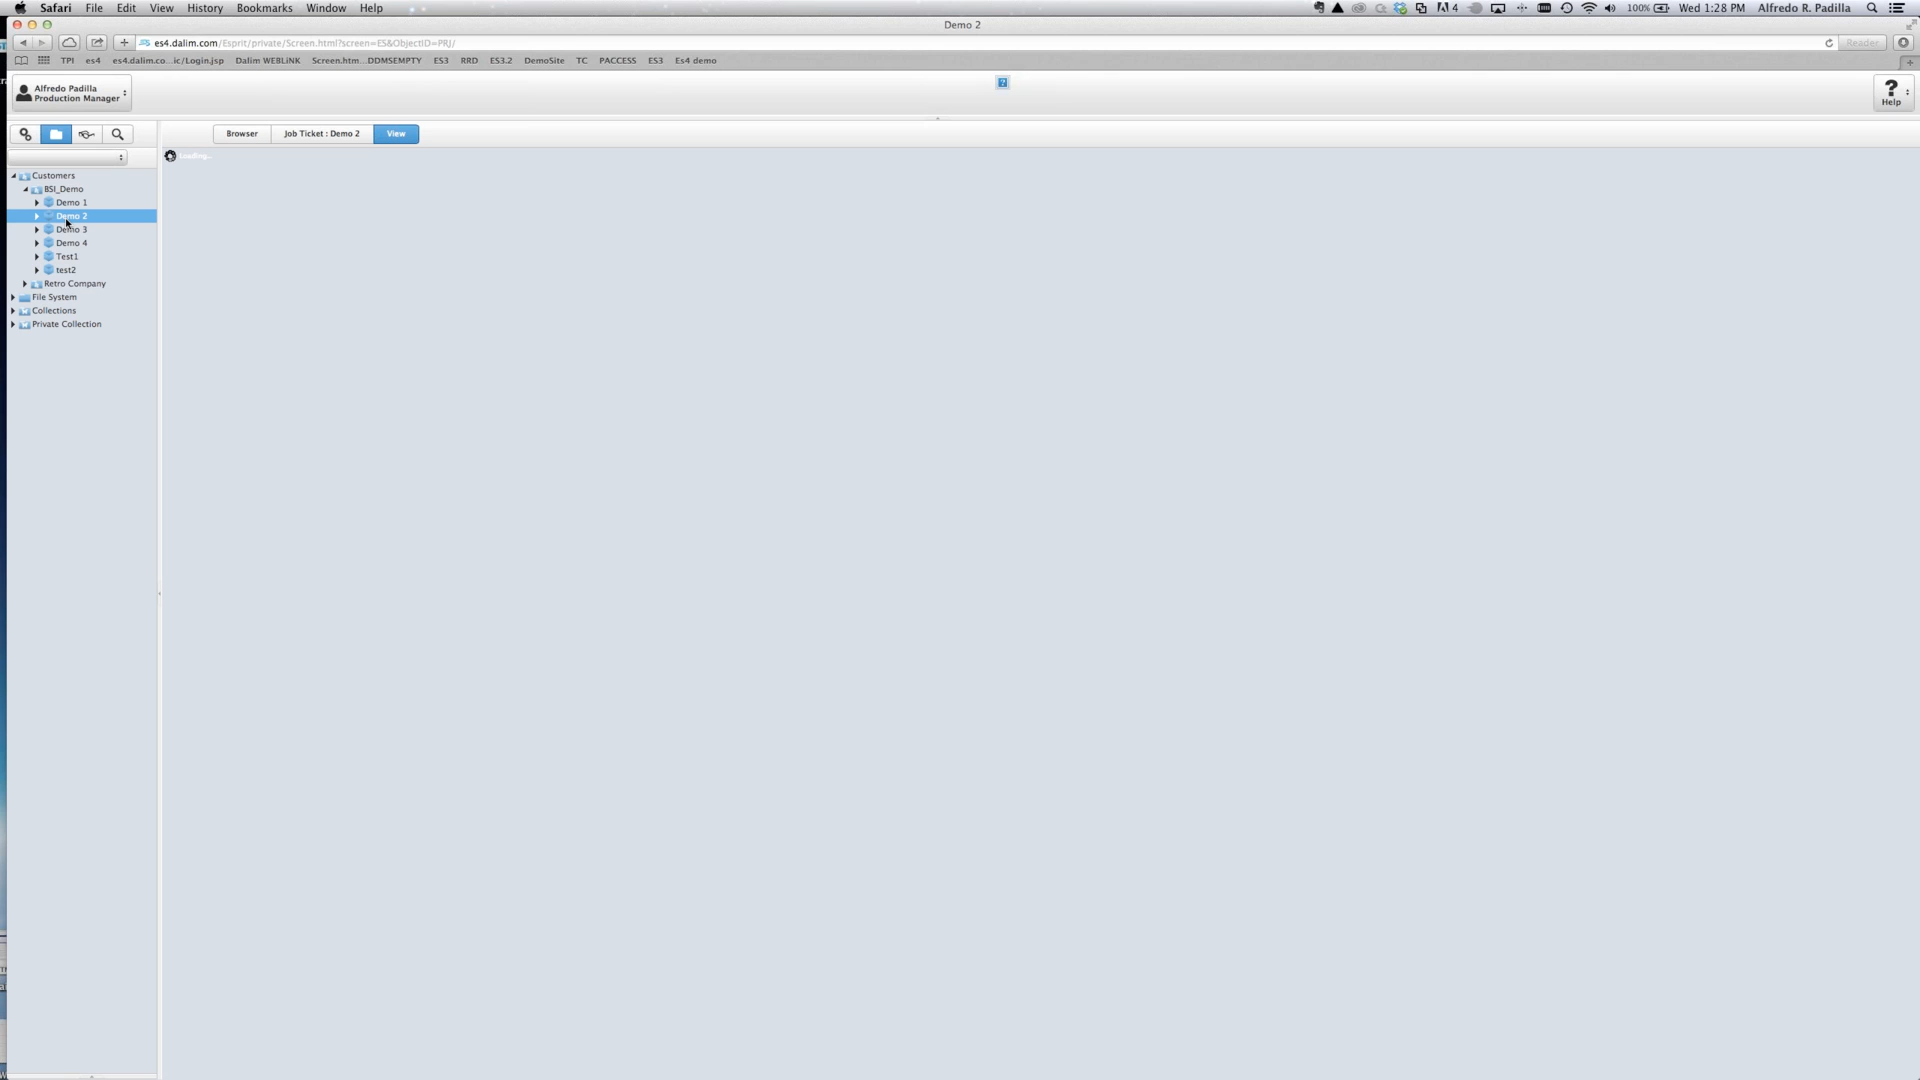 Safari File Edit View History Bookmarks Window Help 4 100% Wed 1:28 PM Alfredo R. Padilla
Demo 2
es4.dalim.com/Esprit/private/Screen.html?screen=ES&ObjectID=PRJ/ Reader
TPI es4 es4.dalim.co...ic/Login.jsp Dalim WEBLiNK Screen.htm...DDMSEMPTY ES3 RRD ES3.2 DemoSite TC PACCESS ES3 Es4 demo
Alfredo Padilla
Production Manager
?
?
Help
Browser Job Ticket : Demo 2 View
Loading...
Customers
BSI_Demo
Demo 1
Demo 2
Demo 3
Demo 4
Test1
test2
Retro Company
File System
Collections
Private Collection